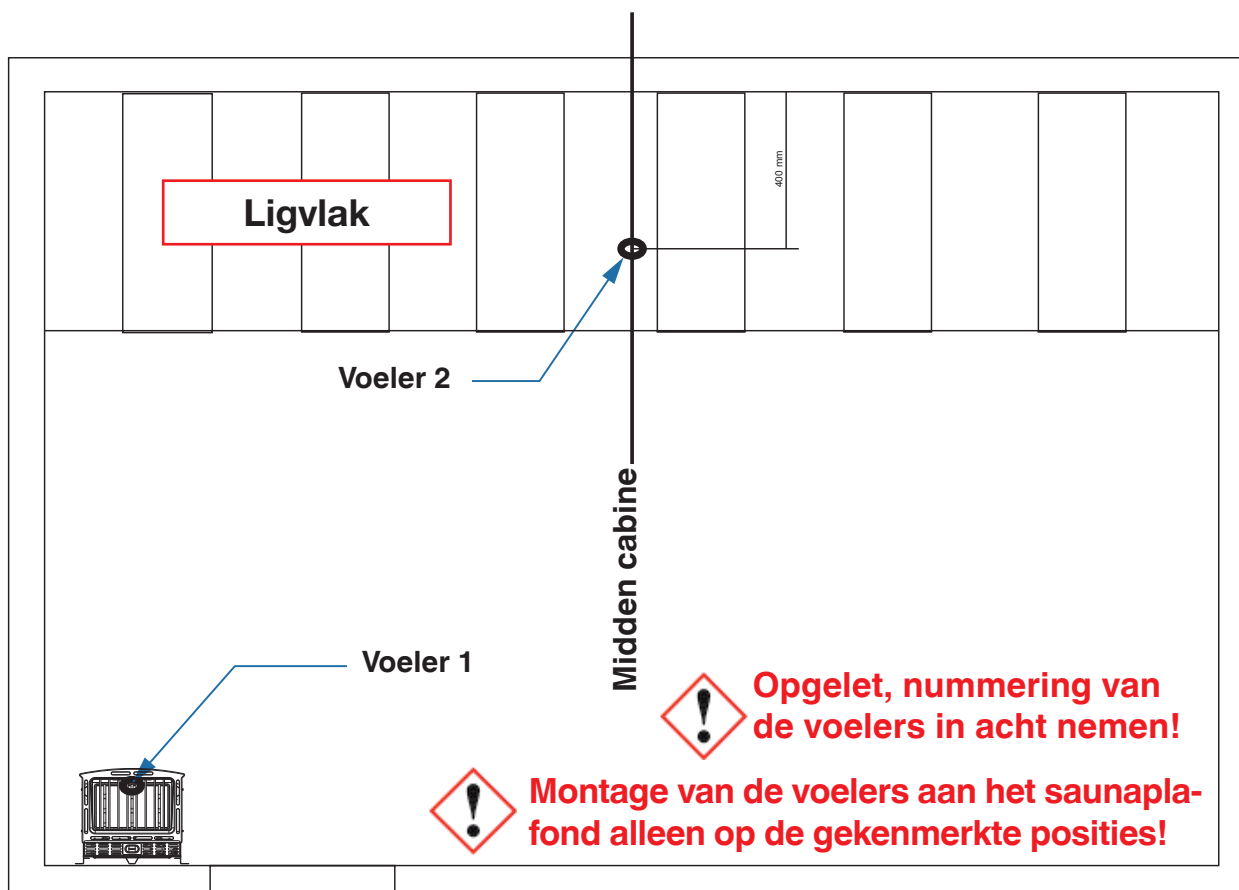 400 mm
Ligvlak
Voeler 2
Midden cabine
Voeler 1
Opgelet, nummering van
de voelers in acht nemen!
Montage van de voelers aan het saunapla-
fond alleen op de gekenmerkte posities!